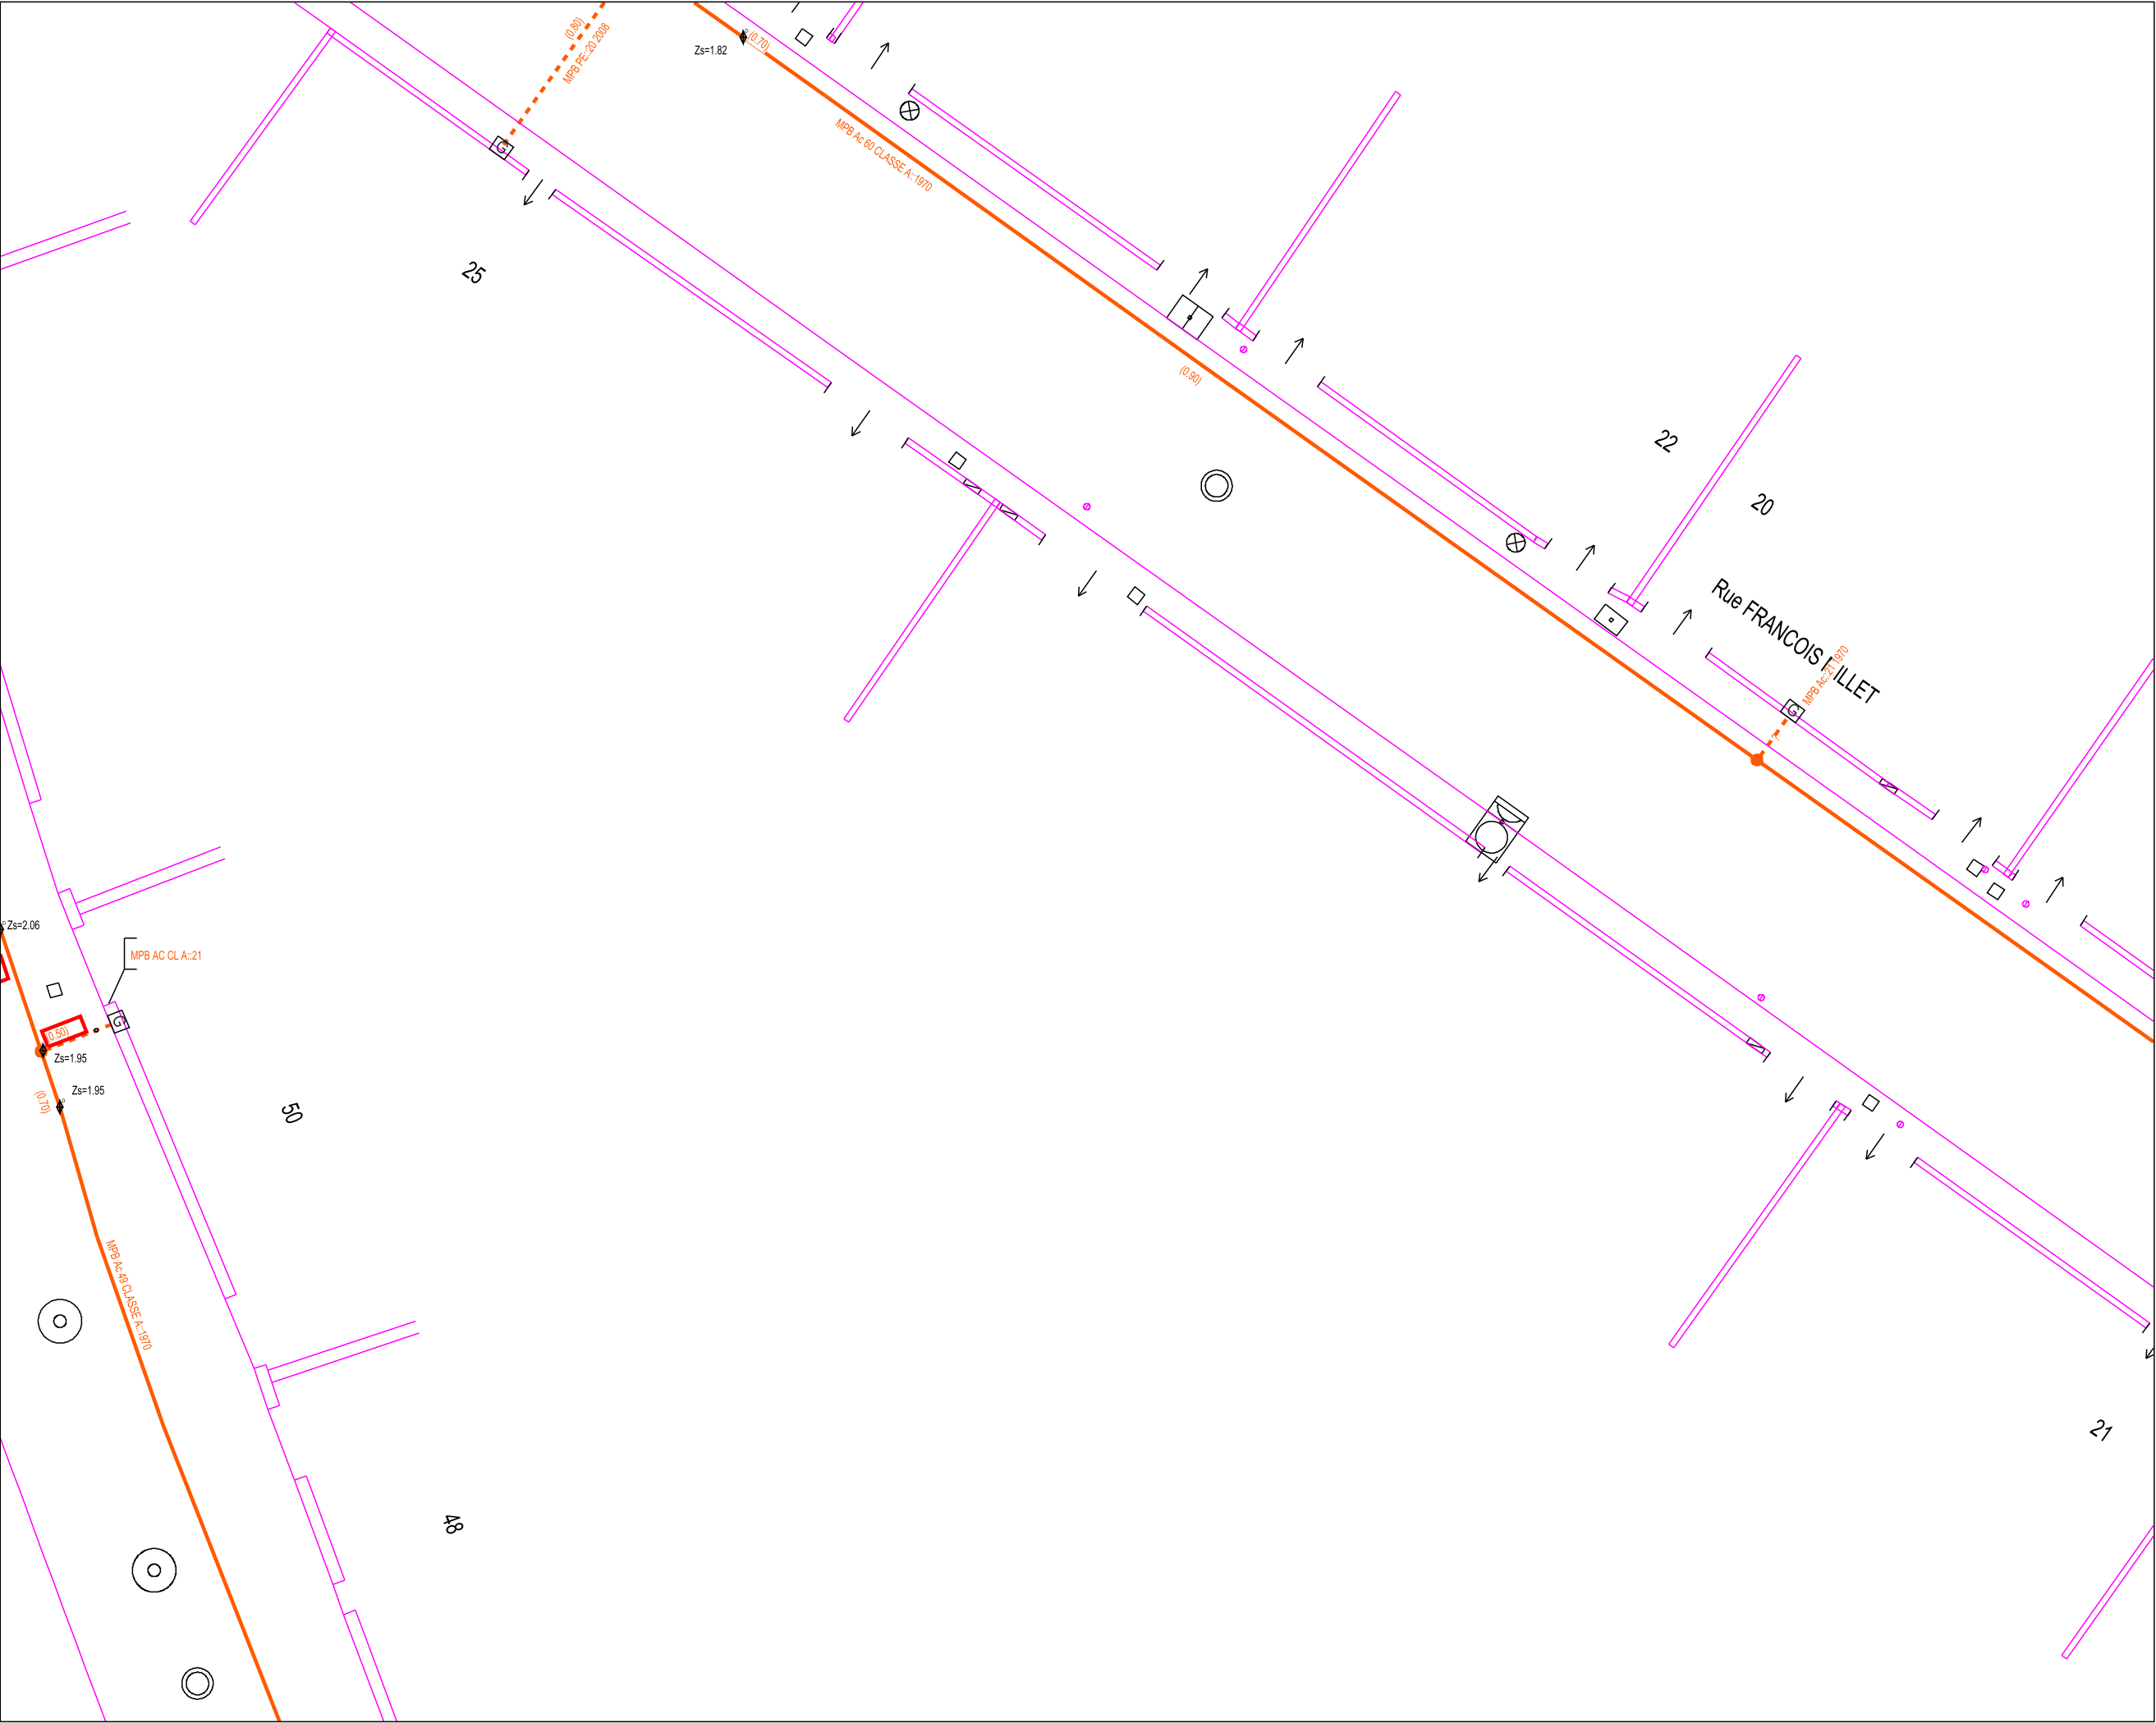 (0.80)
MPB PE::20 2008
Zs=1.82
(0.70)
MPB Ac 60 CLASSE A::1970
G
25
(0.90)
22
20
Rue FRANCOIS MILLET
MPB Ac::21 1970
G
?
Zs=2.06
MPB AC CL A::21
G
(0.50)
Zs=1.95
Zs=1.95
(0.70)
50
MPB Ac 49 CLASSE A::1970
48
21